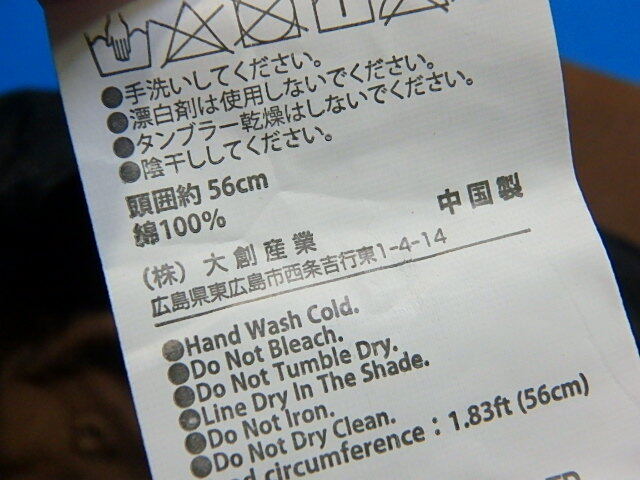 ●手洗いしてください。
●漂白剤は使用しないでください。
●タンブラー乾燥はしないでください。
●陰干ししてください。
頭囲約 56cm
綿100%
中国製
(株) 大創産業
広島県東広島市西条吉行東1-4-14
●Hand Wash Cold.
●Do Not Bleach.
●Do Not Tumble Dry.
●Line Dry In The Shade.
●Do Not Iron.
●Do Not Dry Clean.
circumference : 1.83ft (56cm)